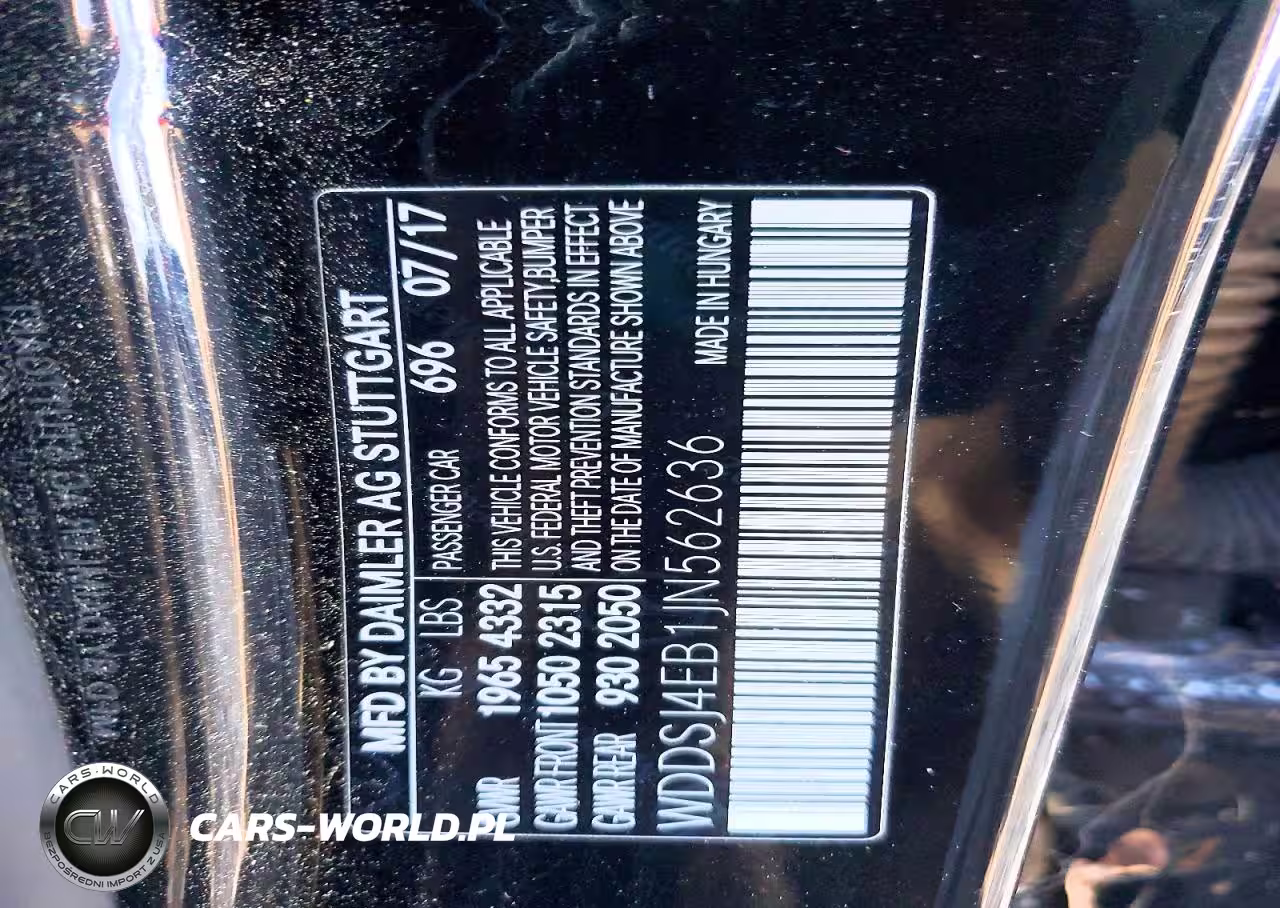 MFD BY DAIMLER AG STUTTGART
KG LBS PASSENGER CAR 696 07/17
GVWR 1965 4332 THIS VEHICLE CONFORMS TO ALL APPLICABLE
GAWR FRONT 1050 2315 U.S. FEDERAL MOTOR VEHICLE SAFETY,BUMPER
AND THEFT PREVENTION STANDARDS IN EFFECT
GAWR REAR 930 2050 ON THE DATE OF MANUFACTURE SHOWN ABOVE
WDDSJ4EB1JN562636 MADE IN HUNGARY
CARS-WORLD
CW
BEZPOŚREDNI IMPORT Z USA
CARS-WORLD.PL